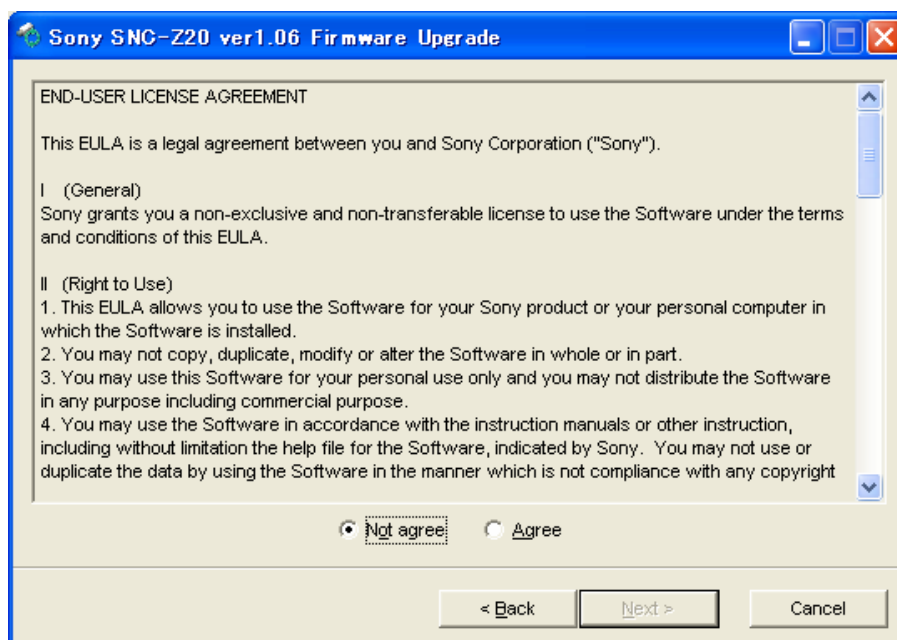 Sony SNC-Z20 ver1.06 Firmware Upgrade
END-USER LICENSE AGREEMENT
This EULA is a legal agreement between you and Sony Corporation ("Sony").
I (General)
Sony grants you a non-exclusive and non-transferable license to use the Software under the terms
and conditions of this EULA.
II (Right to Use)
1. This EULA allows you to use the Software for your Sony product or your personal computer in
which the Software is installed.
2. You may not copy, duplicate, modify or alter the Software in whole or in part.
3. You may use this Software for your personal use only and you may not distribute the Software
in any purpose including commercial purpose.
4. You may use the Software in accordance with the instruction manuals or other instruction,
including without limitation the help file for the Software, indicated by Sony. You may not use or
duplicate the data by using the Software in the manner which is not compliance with any copyright
Not agree Agree
< Back Next > Cancel